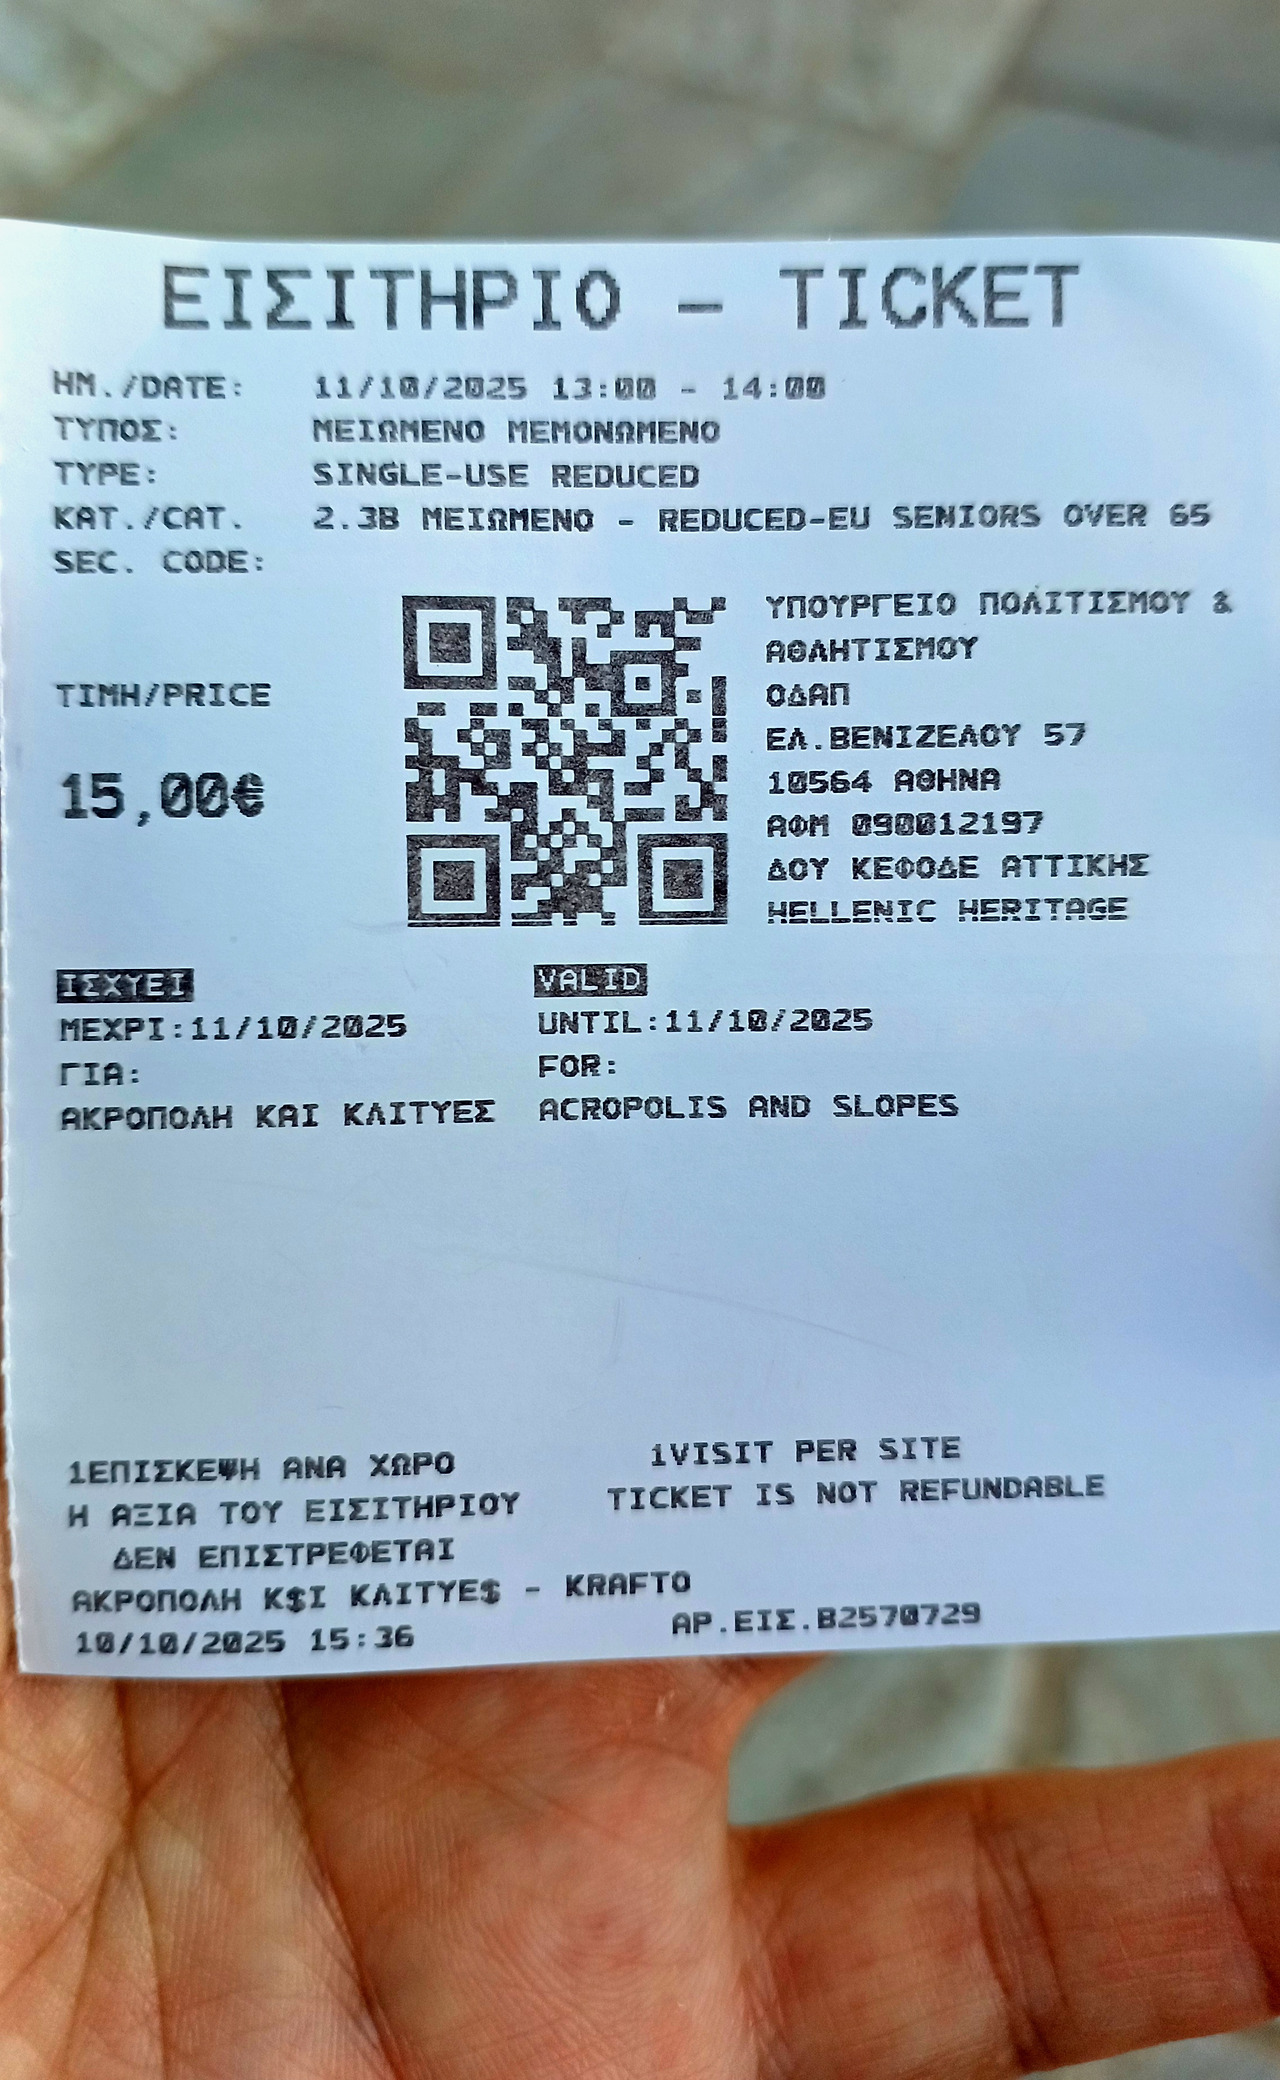 ΕΙΣΙΤΗΡΙΟ - TICKET
ΗΜ./DATE: 11/10/2025 13:00 - 14:00
ΤΥΠΟΣ: ΜΕΙΩΜΕΝΟ ΜΕΜΟΝΩΜΕΝΟ
TYPE: SINGLE-USE REDUCED
ΚΑΤ./CAT. 2.3Β ΜΕΙΩΜΕΝΟ - REDUCED-EU SENIORS OVER 65
SEC. CODE:
ΤΙΜΗ/PRICE
15,00€
ΥΠΟΥΡΓΕΙΟ ΠΟΛΙΤΙΣΜΟΥ &
ΑΘΛΗΤΙΣΜΟΥ
ΟΔΑΠ
ΕΛ.ΒΕΝΙΖΕΛΟΥ 57
10564 ΑΘΗΝΑ
ΑΦΜ 090012197
ΔΟΥ ΚΕΦΟΔΕ ΑΤΤΙΚΗΣ
HELLENIC HERITAGE
ΙΣΧΥΕΙ
ΜΕΧΡΙ:11/10/2025
ΓΙΑ:
ΑΚΡΟΠΟΛΗ ΚΑΙ ΚΛΙΤΥΕΣ
VALID
UNTIL:11/10/2025
FOR:
ACROPOLIS AND SLOPES
1ΕΠΙΣΚΕΨΗ ΑΝΑ ΧΩΡΟ
Η ΑΞΙΑ ΤΟΥ ΕΙΣΙΤΗΡΙΟΥ
ΔΕΝ ΕΠΙΣΤΡΕΦΕΤΑΙ
1VISIT PER SITE
TICKET IS NOT REFUNDABLE
ΑΚΡΟΠΟΛΗ Κ$Ι ΚΛΙΤΥΕ$ - KRAFTO
10/10/2025 15:36 ΑΡ.ΕΙΣ.Β2570729